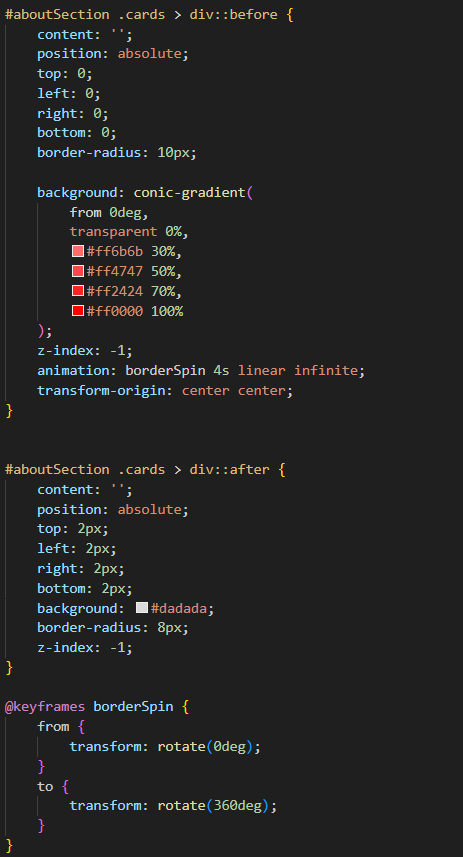 #aboutSection .cards > div::before {
    content: '';
    position: absolute;
    top: 0;
    left: 0;
    right: 0;
    bottom: 0;
    border-radius: 10px;

    background: conic-gradient(
        from 0deg,
        transparent 0%,
        #ff6b6b 30%,
        #ff4747 50%,
        #ff2424 70%,
        #ff0000 100%
    );
    z-index: -1;
    animation: borderSpin 4s linear infinite;
    transform-origin: center center;
}

#aboutSection .cards > div::after {
    content: '';
    position: absolute;
    top: 2px;
    left: 2px;
    right: 2px;
    bottom: 2px;
    background: #dadada;
    border-radius: 8px;
    z-index: -1;
}

@keyframes borderSpin {
    from {
        transform: rotate(0deg);
    }
    to {
        transform: rotate(360deg);
    }
}